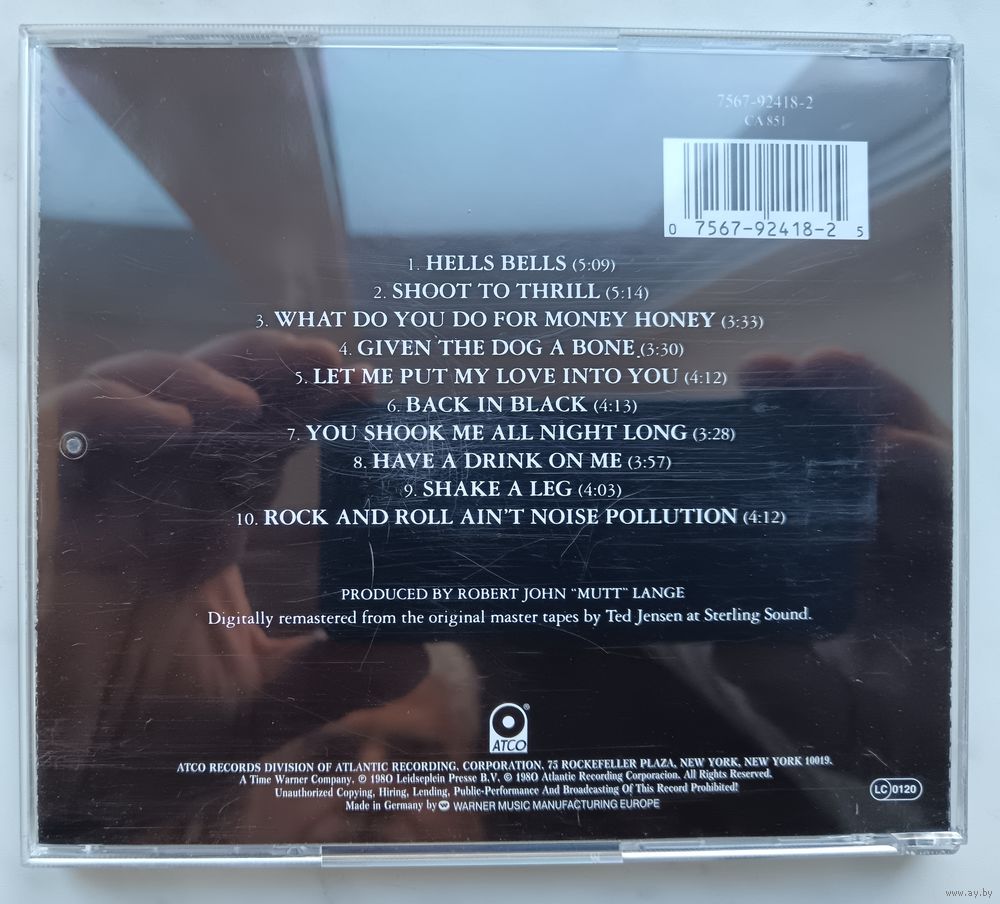 7567-92418-2
CA 851
0 7567-92418-2 5
1. HELLS BELLS (5:09)
2. SHOOT TO THRILL (5:14)
3. WHAT DO YOU DO FOR MONEY HONEY (3:33)
4. GIVEN THE DOG A BONE (3:30)
5. LET ME PUT MY LOVE INTO YOU (4:12)
6. BACK IN BLACK (4:13)
7. YOU SHOOK ME ALL NIGHT LONG (3:28)
8. HAVE A DRINK ON ME (3:57)
9. SHAKE A LEG (4:03)
10. ROCK AND ROLL AIN'T NOISE POLLUTION (4:12)
PRODUCED BY ROBERT JOHN "MUTT" LANGE
Digitally remastered from the original master tapes by Ted Jensen at Sterling Sound.
ATCO®
ATCO RECORDS DIVISION OF ATLANTIC RECORDING, CORPORATION, 75 ROCKEFELLER PLAZA, NEW YORK, NEW YORK 10019.
A Time Warner Company, ℗ 1980 Leidseplein Presse B.V. © 1980 Atlantic Recording Corporacion. All Rights Reserved.
Unauthorized Copying, Hiring, Lending, Public-Performance And Broadcasting Of This Record Prohibited!
Made in Germany by WARNER MUSIC MANUFACTURING EUROPE
LC 0120
www.ay.by